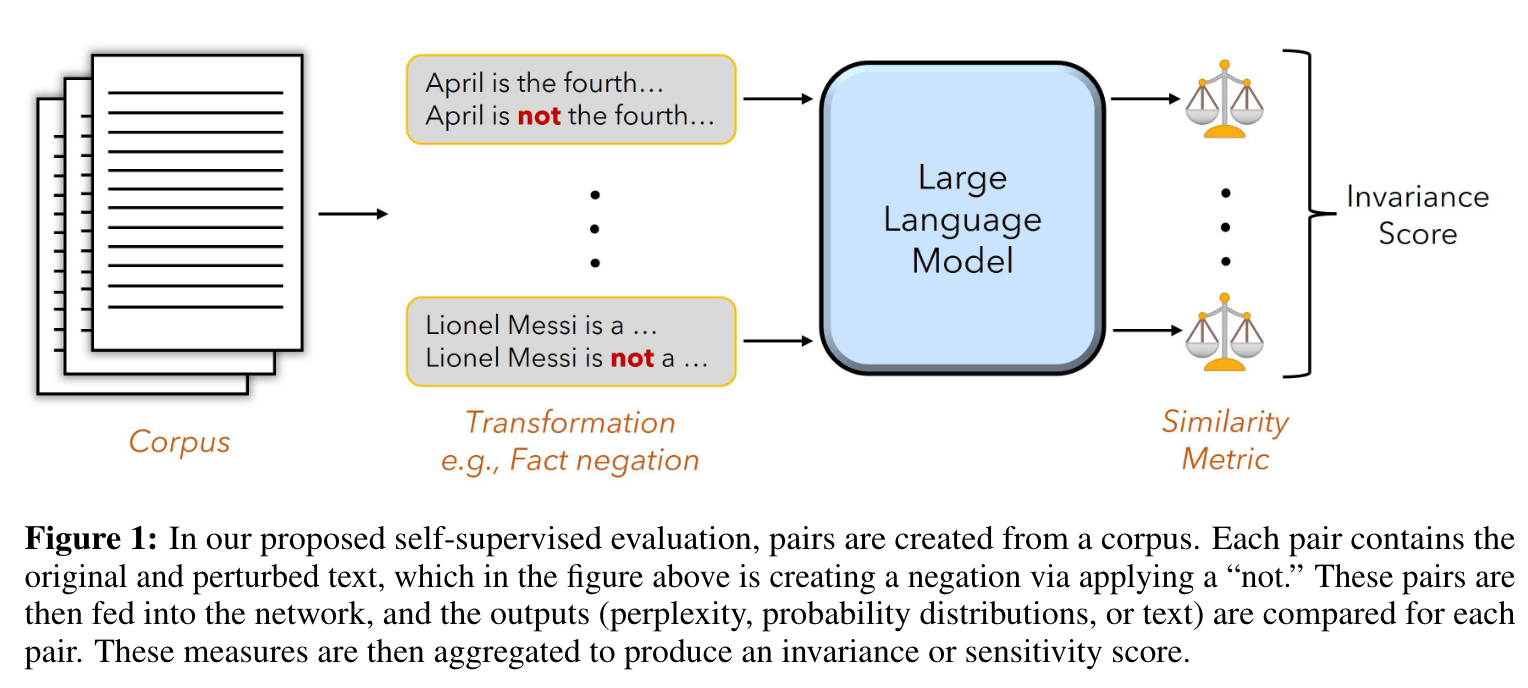 April is the fourth…
April is not the fourth…
Lionel Messi is a …
Lionel Messi is not a …
Large
Language
Model
Invariance
Score
Corpus
Transformation
e.g., Fact negation
Similarity
Metric
Figure 1: In our proposed self-supervised evaluation, pairs are created from a corpus. Each pair contains the
original and perturbed text, which in the figure above is creating a negation via applying a “not.” These pairs are
then fed into the network, and the outputs (perplexity, probability distributions, or text) are compared for each
pair. These measures are then aggregated to produce an invariance or sensitivity score.